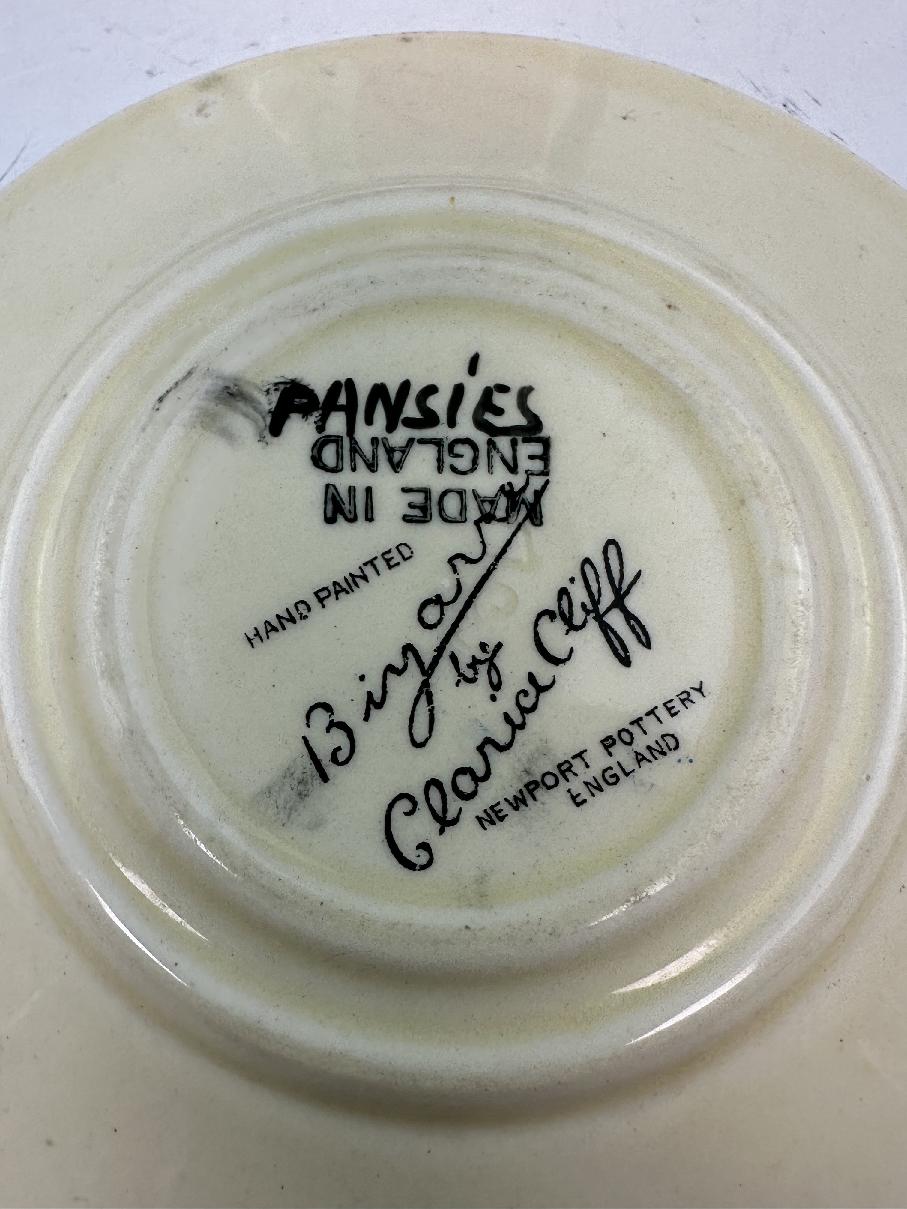 PANSIES
MADE IN
ENGLAND
HAND PAINTED
Bizarre
by
Clarice Cliff
NEWPORT POTTERY
ENGLAND